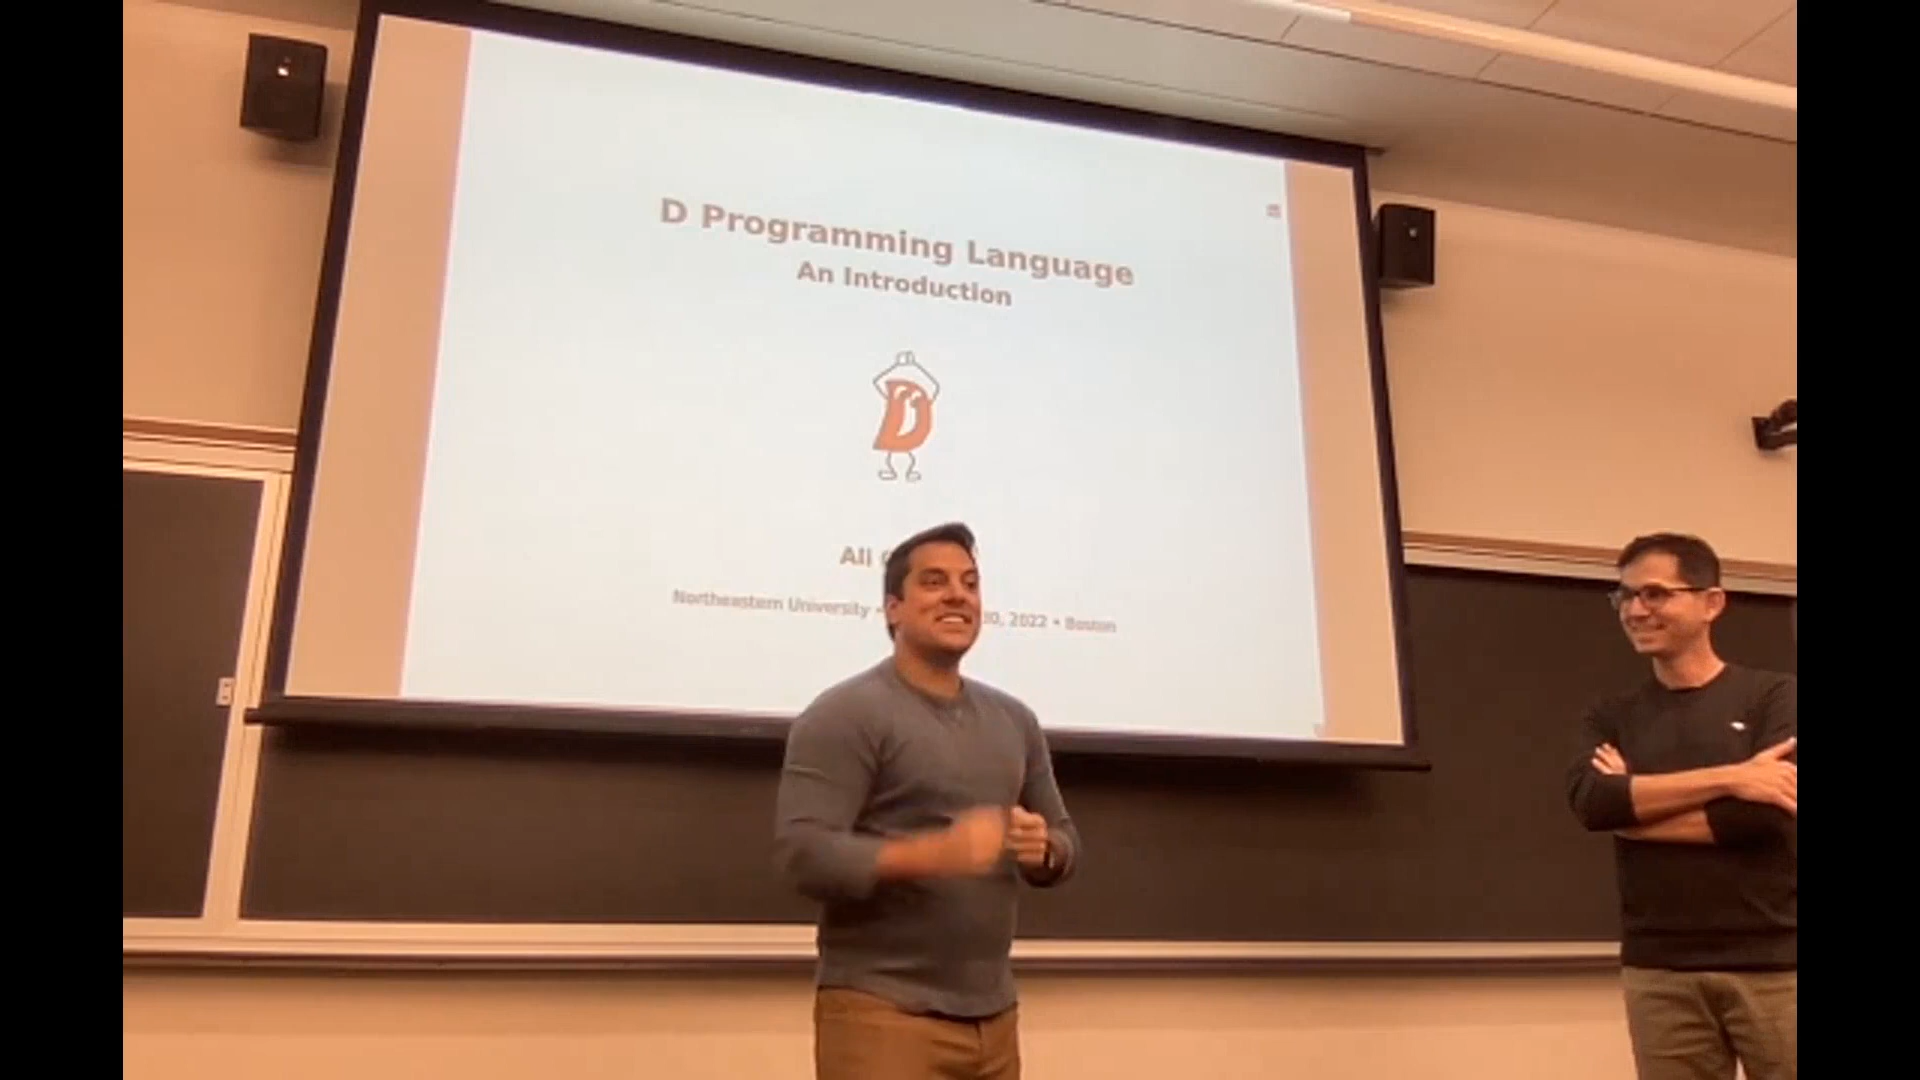 D Programming Language
An Introduction
D
Ali
Northeastern University • 30, 2022 • Boston